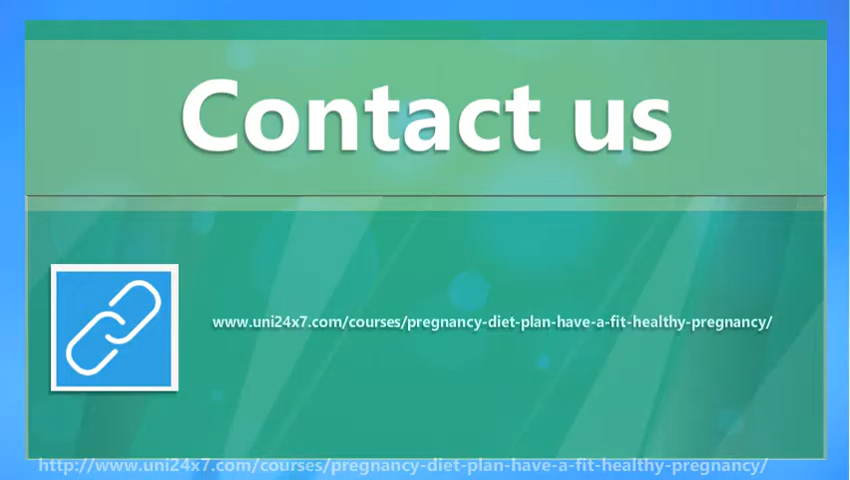 Contact us
www.uni24x7.com/courses/pregnancy-diet-plan-have-a-fit-healthy-pregnancy/
http://www.uni24x7.com/courses/pregnancy-diet-plan-have-a-fit-healthy-pregnancy/